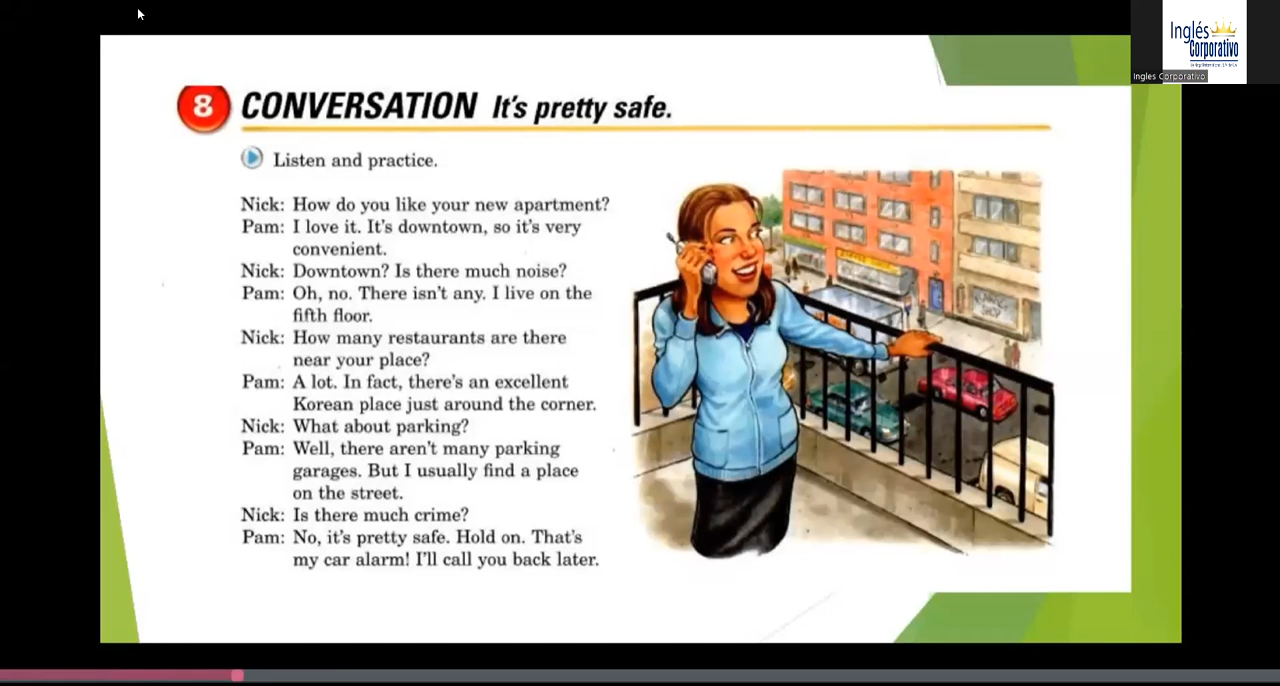 Inglés
Corporativo
Ingles Corporativo
8 CONVERSATION It's pretty safe.
Listen and practice.
Nick: How do you like your new apartment?
Pam: I love it. It's downtown, so it's very
convenient.
Nick: Downtown? Is there much noise?
Pam: Oh, no. There isn't any. I live on the
fifth floor.
Nick: How many restaurants are there
near your place?
Pam: A lot. In fact, there's an excellent
Korean place just around the corner.
Nick: What about parking?
Pam: Well, there aren't many parking
garages. But I usually find a place
on the street.
Nick: Is there much crime?
Pam: No, it's pretty safe. Hold on. That's
my car alarm! I'll call you back later.
SHOP